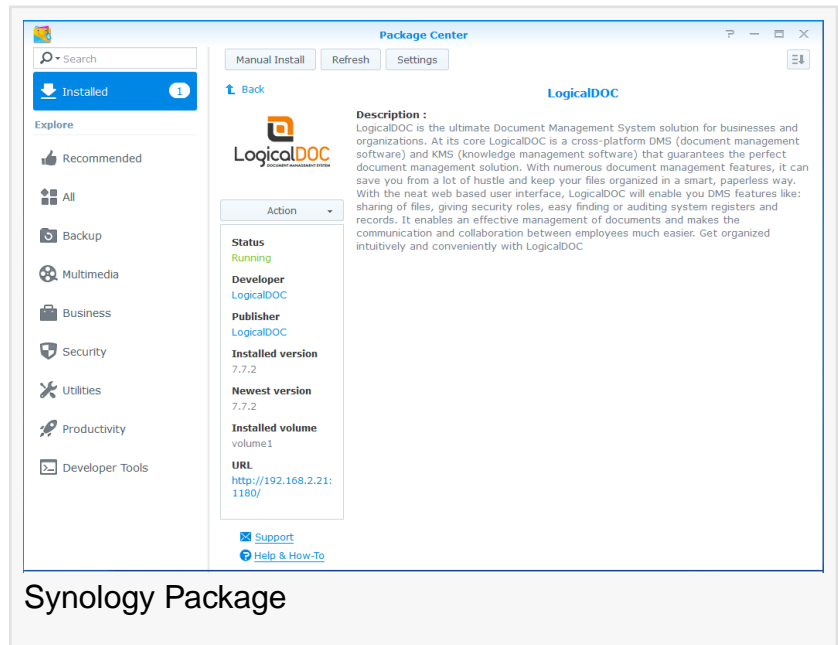 Package Center
Search
Manual Install
Refresh
Settings
Installed
1
Explore
Recommended
All
Backup
Multimedia
Business
Security
Utilities
Productivity
Developer Tools
Back
LogicalDOC
DOCUMENT MANAGEMENT SYSTEM
Action
Status
Running
Developer
LogicalDOC
Publisher
LogicalDOC
Installed version
7.7.2
Newest version
7.7.2
Installed volume
volume1
URL
http://192.168.2.21:
1180/
Support
Help & How-To
LogicalDOC
Description :
LogicalDOC is the ultimate Document Management System solution for businesses and
organizations. At its core LogicalDOC is a cross-platform DMS (document management
software) and KMS (knowledge management software) that guarantees the perfect
document management solution. With numerous document management features, it can
save you from a lot of hustle and keep your files organized in a smart, paperless way.
With the neat web based user interface, LogicalDOC will enable you DMS features like:
sharing of files, giving security roles, easy finding or auditing system registers and
records. It enables an effective management of documents and makes the
communication and collaboration between employees much easier. Get organized
intuitively and conveniently with LogicalDOC
Synology Package